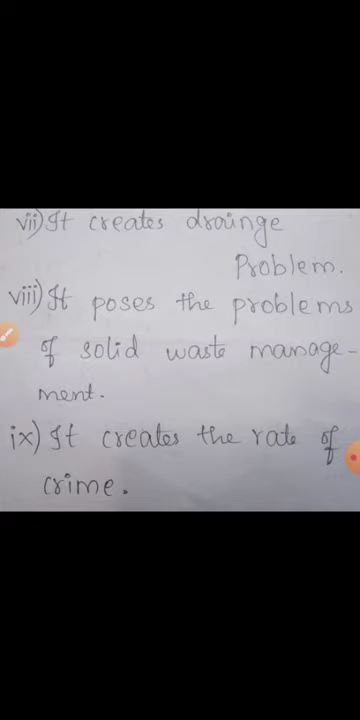 vii) It creates drainge
Problem.
viii) It poses the problems
of solid waste manage-
ment.
ix) It creates the rate of
crime.